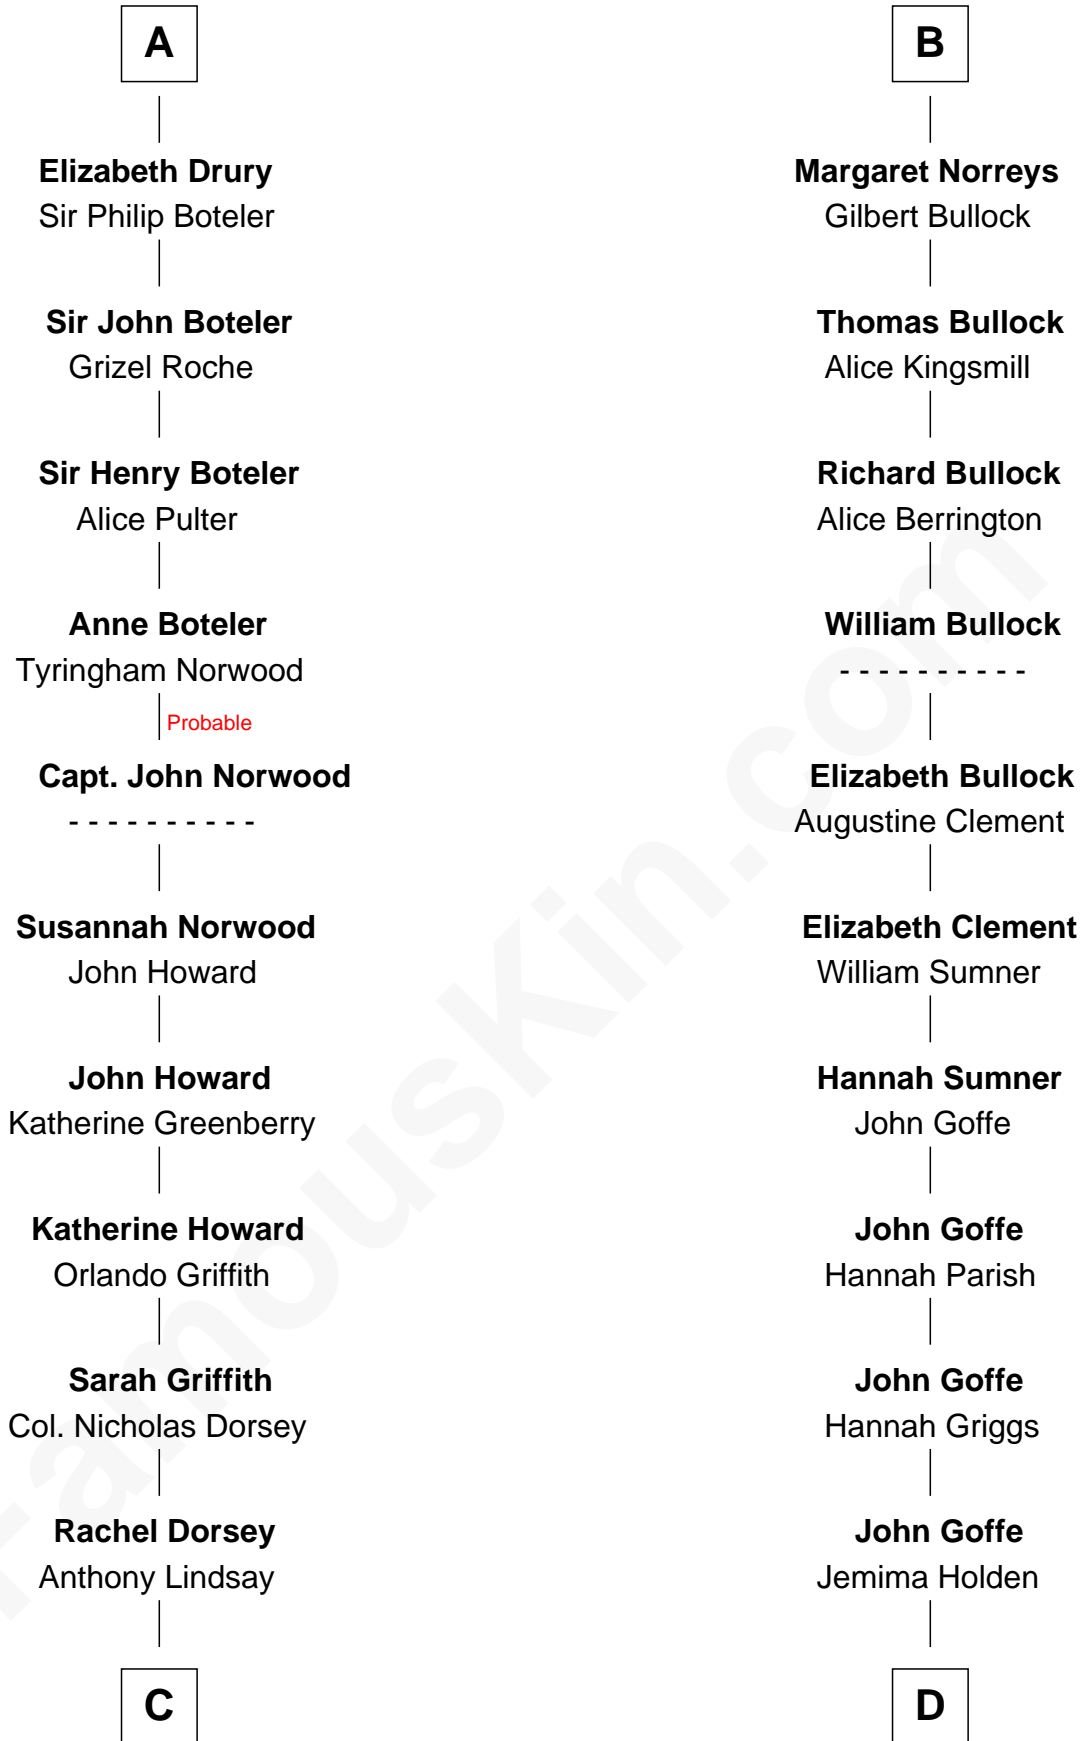 A
Elizabeth Drury
Sir Philip Boteler
Sir John Boteler
Grizel Roche
Sir Henry Boteler
Alice Pulter
Anne Boteler
Tyringham Norwood
Probable
Capt. John Norwood
- - - - - - - - - -
Susannah Norwood
John Howard
John Howard
Katherine Greenberry
Katherine Howard
Orlando Griffith
Sarah Griffith
Col. Nicholas Dorsey
Rachel Dorsey
Anthony Lindsay
C
B
Margaret Norreys
Gilbert Bullock
Thomas Bullock
Alice Kingsmill
Richard Bullock
Alice Berrington
William Bullock
- - - - - - - - - -
Elizabeth Bullock
Augustine Clement
Elizabeth Clement
William Sumner
Hannah Sumner
John Goffe
John Goffe
Hannah Parish
John Goffe
Hannah Griggs
John Goffe
Jemima Holden
D
FamousKin.com